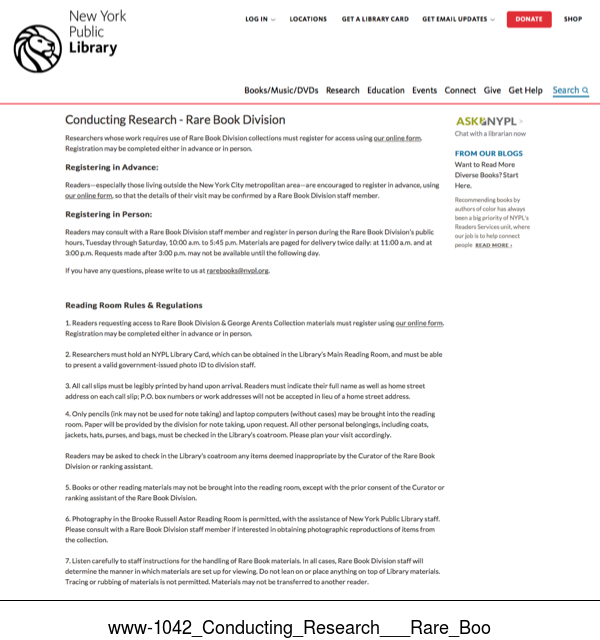 New York
Public
Library
LOG IN
LOCATIONS
GET A LIBRARY CARD
GET EMAIL UPDATES
DONATE
SHOP
Books/Music/DVDs Research Education Events Connect Give Get Help Search
Conducting Research - Rare Book Division
Researchers whose work requires use of Rare Book Division collections must register for access using our online form.
Registration may be completed either in advance or in person.
Registering in Advance:
Readers—especially those living outside the New York City metropolitan area—are encouraged to register in advance, using
our online form, so that the details of their visit may be confirmed by a Rare Book Division staff member.
Registering in Person:
Readers may consult with a Rare Book Division staff member and register in person during the Rare Book Division's public
hours, Tuesday through Saturday, 10:00 a.m. to 5:45 p.m. Materials are paged for delivery twice daily: at 11:00 a.m. and at
3:00 p.m. Requests made after 3:00 p.m. may not be available until the following day.
If you have any questions, please write to us at rarebooks@nypl.org.
Reading Room Rules & Regulations
1. Readers requesting access to Rare Book Division & George Arents Collection materials must register using our online form.
Registration may be completed either in advance or in person.
2. Researchers must hold an NYPL Library Card, which can be obtained in the Library's Main Reading Room, and must be able
to present a valid government-issued photo ID to division staff.
3. All call slips must be legibly printed by hand upon arrival. Readers must indicate their full name as well as home street
address on each call slip; P.O. box numbers or work addresses will not be accepted in lieu of a home street address.
4. Only pencils (ink may not be used for note taking) and laptop computers (without cases) may be brought into the reading
room. Paper will be provided by the division for note taking, upon request. All other personal belongings, including coats,
jackets, hats, purses, and bags, must be checked in the Library's coatroom. Please plan your visit accordingly.
Readers may be asked to check in the Library's coatroom any items deemed inappropriate by the Curator of the Rare Book
Division or ranking assistant.
5. Books or other reading materials may not be brought into the reading room, except with the prior consent of the Curator or
ranking assistant of the Rare Book Division.
6. Photography in the Brooke Russell Astor Reading Room is permitted, with the assistance of New York Public Library staff.
Please consult with a Rare Book Division staff member if interested in obtaining photographic reproductions of items from
the collection.
7. Listen carefully to staff instructions for the handling of Rare Book materials. In all cases, Rare Book Division staff will
determine the manner in which materials are set up for viewing. Do not lean on or place anything on top of Library materials.
Tracing or rubbing of materials is not permitted. Materials may not be transferred to another reader.
ASK NYPL >
Chat with a librarian now
FROM OUR BLOGS
Want to Read More
Diverse Books? Start
Here.
Recommending books by
authors of color has always
been a big priority of NYPL's
Readers Services unit, where
our job is to help connect
people READ MORE ›
www-1042_Conducting_Research___Rare_Boo